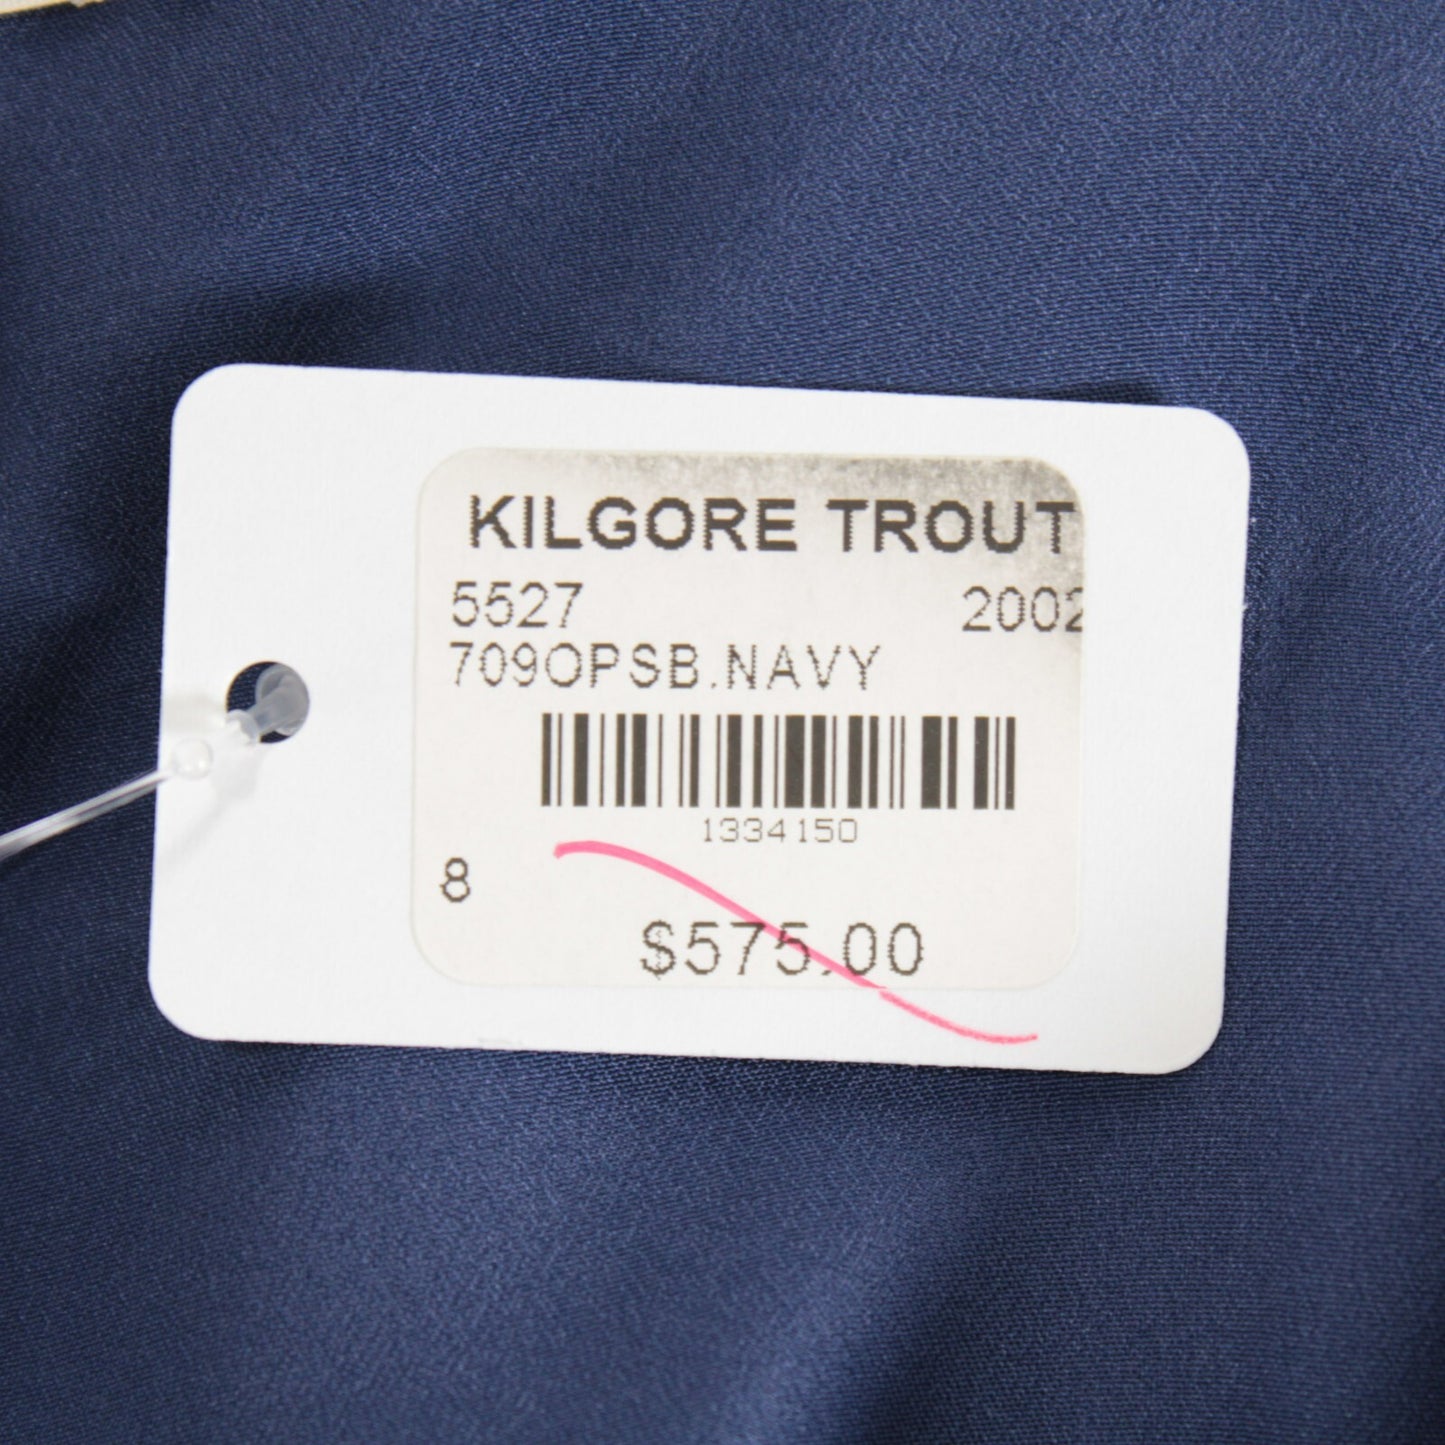 KILGORE TROUT
5527 2002
709OPSB.NAVY
1334150
8
$575.00